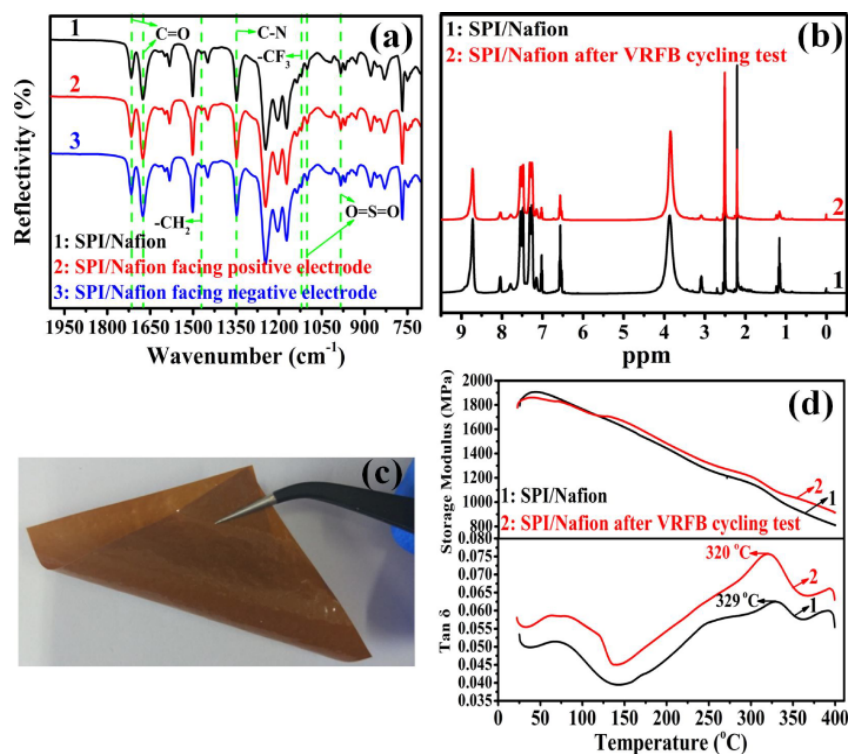 (a)
1
C=O
C-N
-CF3
2
3
-CH2
O=S=O
1: SPI/Nafion
2: SPI/Nafion facing positive electrode
3: SPI/Nafion facing negative electrode
Reflectivity (%)
1950 1800 1650 1500 1350 1200 1050 900 750
Wavenumber (cm-1)
(b)
1: SPI/Nafion
2: SPI/Nafion after VRFB cycling test
2
1
9 8 7 6 5 4 3 2 1 0
ppm
(c)
(d)
Storage Modulus (MPa)
2000
1800
1600
1400
1200
1000
800
2
1
1: SPI/Nafion
2: SPI/Nafion after VRFB cycling test
Tan δ
0.080
0.075
0.070
0.065
0.060
0.055
0.050
0.045
0.040
0.035
320 °C
2
329 °C
1
0 50 100 150 200 250 300 350 400
Temperature (°C)